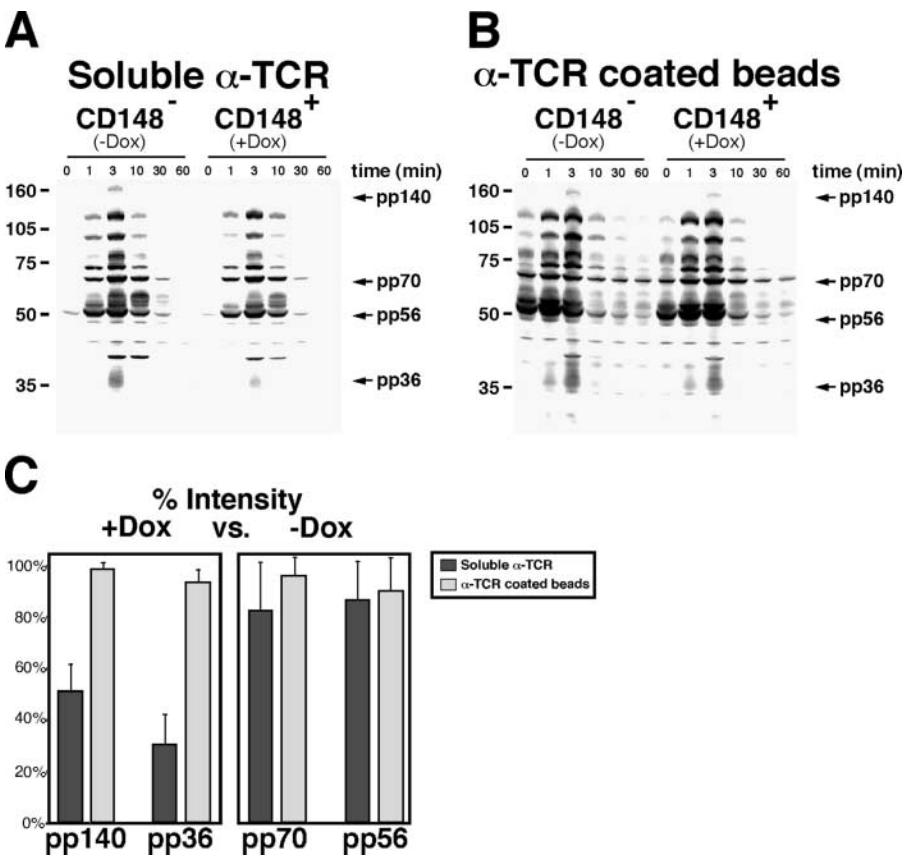 A
Soluble α-TCR
CD148 - CD148 +
(-Dox) (+Dox)
0 1 3 10 30 60 0 1 3 10 30 60 time (min)
160
105
75
50
35
pp140
pp70
pp56
pp36
B
α-TCR coated beads
CD148 - CD148 +
(-Dox) (+Dox)
0 1 3 10 30 60 0 1 3 10 30 60 time (min)
160
105
75
50
35
pp140
pp70
pp56
pp36
C
% Intensity
+Dox vs. -Dox
100%
80%
60%
40%
20%
0%
pp140 pp36 pp70 pp56
Soluble α-TCR
α-TCR coated beads